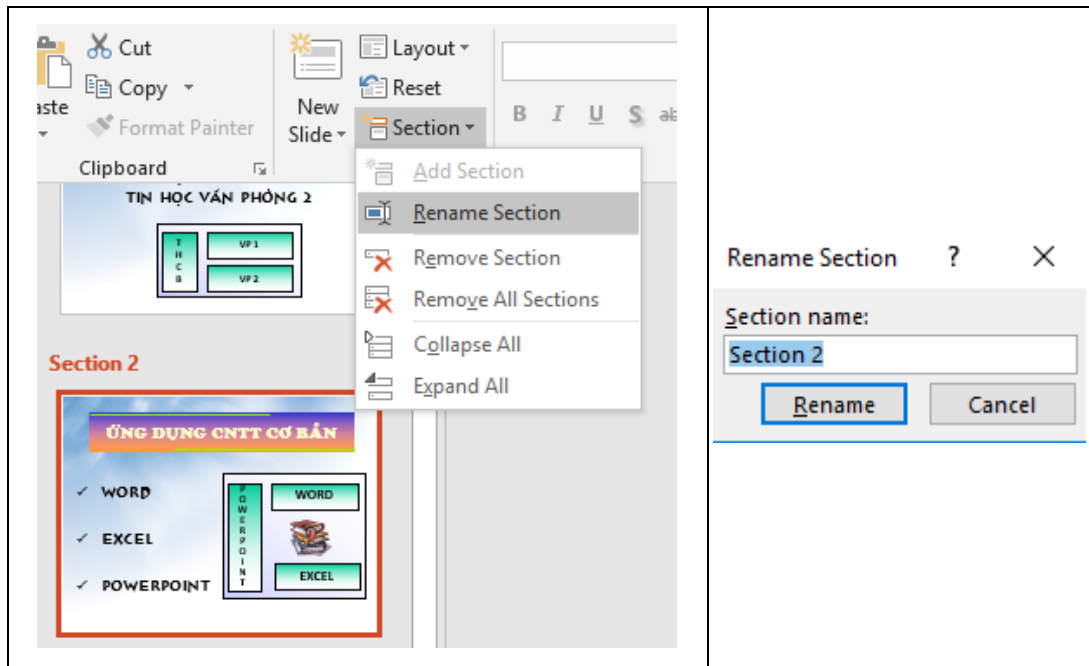 Cut
Copy
aste
Format Painter
Clipboard
New
Slide
Layout
Reset
Section
B I U S ab
Add Section
Rename Section
Remove Section
Remove All Sections
Collapse All
Expand All
TIN HỌC VĂN PHÒNG 2
T
H
C
B
VP 1
VP 2
Section 2
ỨNG DỤNG CNTT CƠ BẢN
✓ WORD
✓ EXCEL
✓ POWERPOINT
P
O
W
E
R
P
O
I
N
T
WORD
EXCEL
Rename Section ?
Section name:
Section 2
Rename Cancel